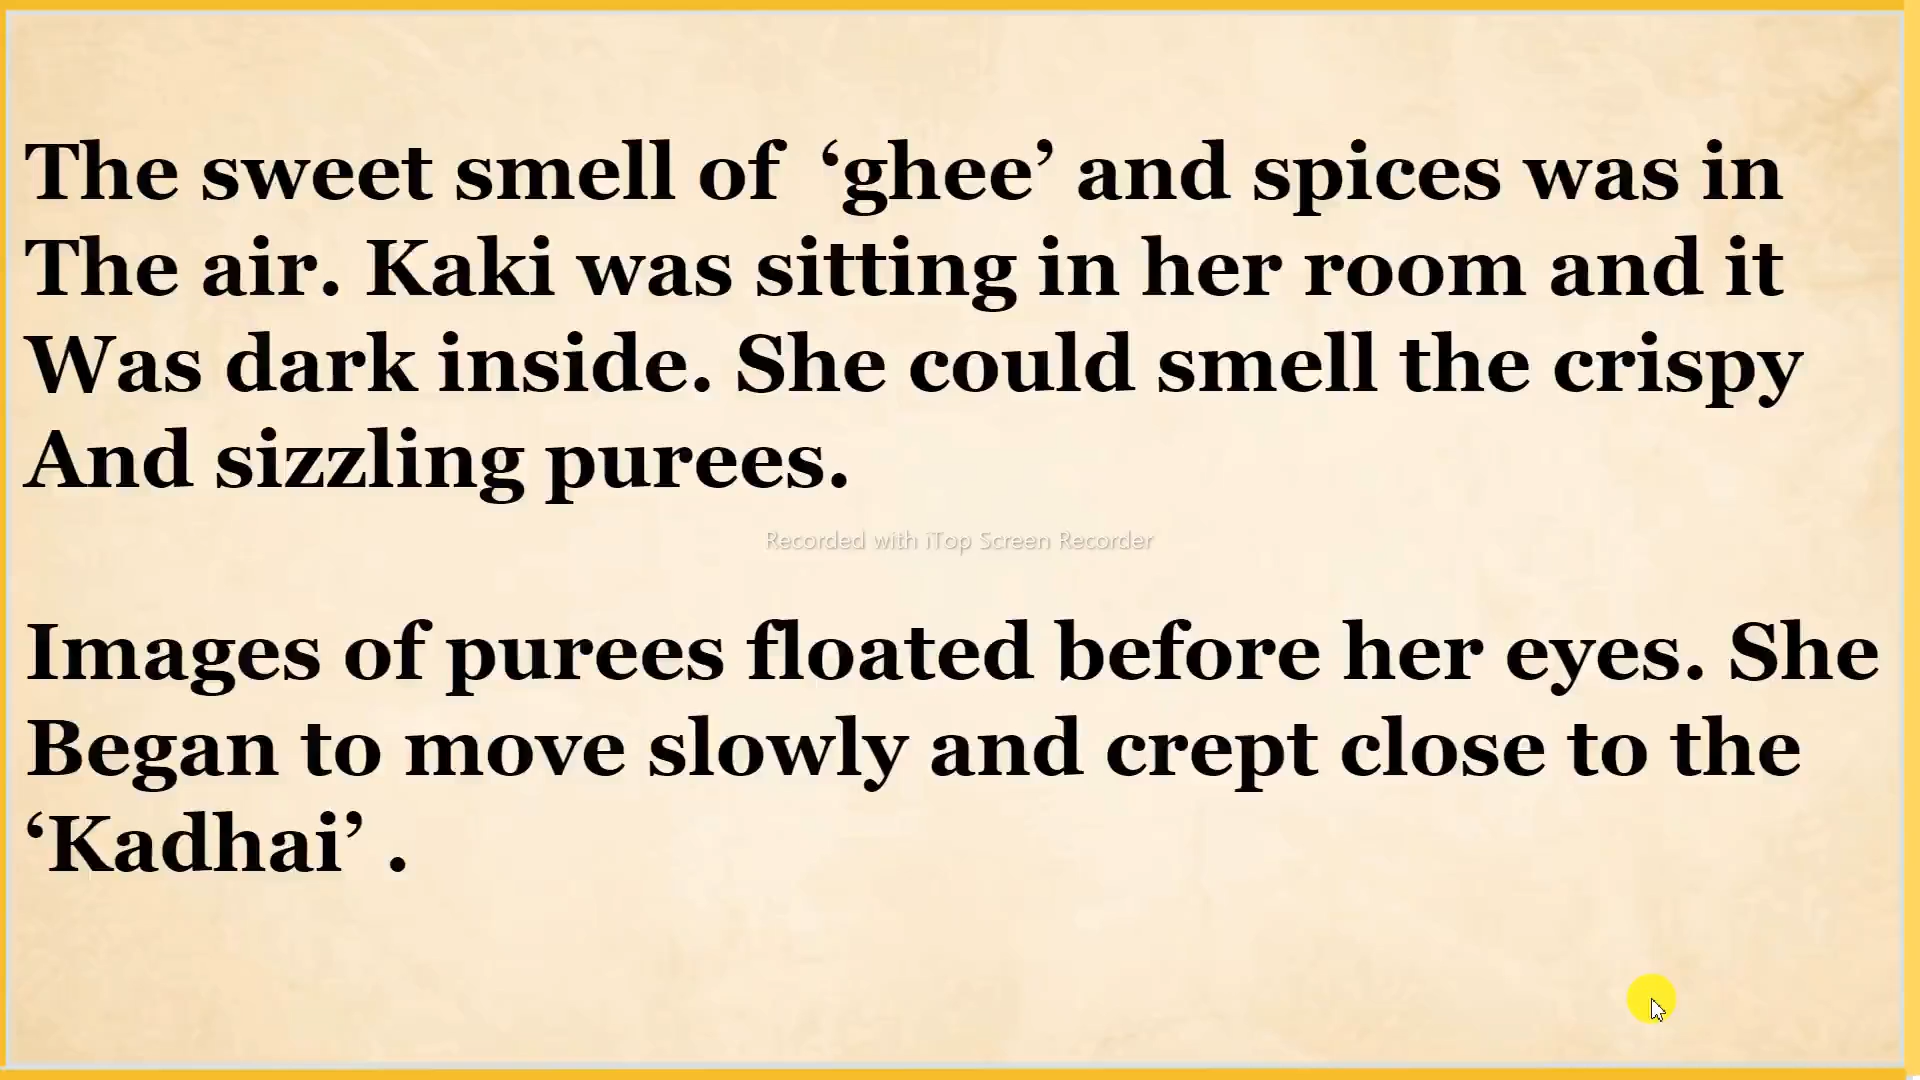 The sweet smell of ‘ghee’ and spices was in
The air. Kaki was sitting in her room and it
Was dark inside. She could smell the crispy
And sizzling purees.
Recorded with iTop Screen Recorder
Images of purees floated before her eyes. She
Began to move slowly and crept close to the
‘Kadhai’ .